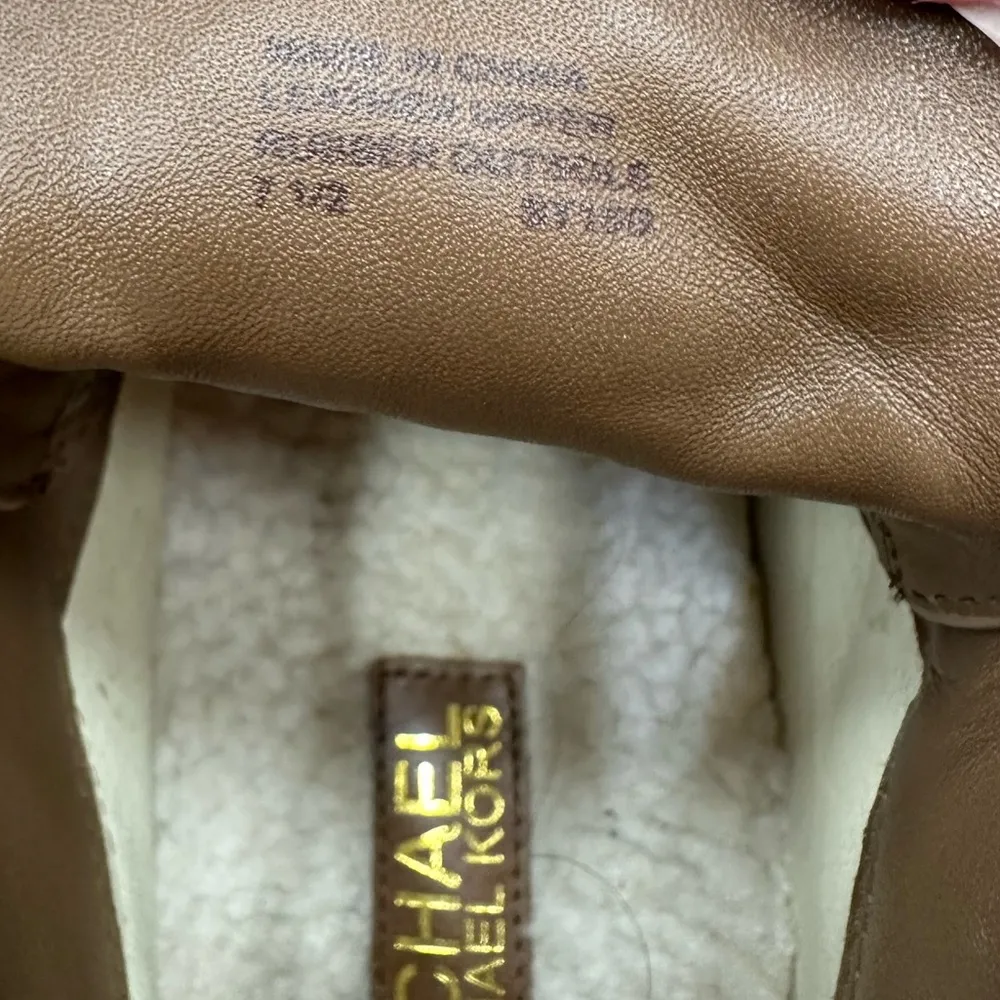 MADE IN CHINA
LEATHER UPPER
RUBBER OUTSOLE
7 1/2
CHAEL
AEL KORS